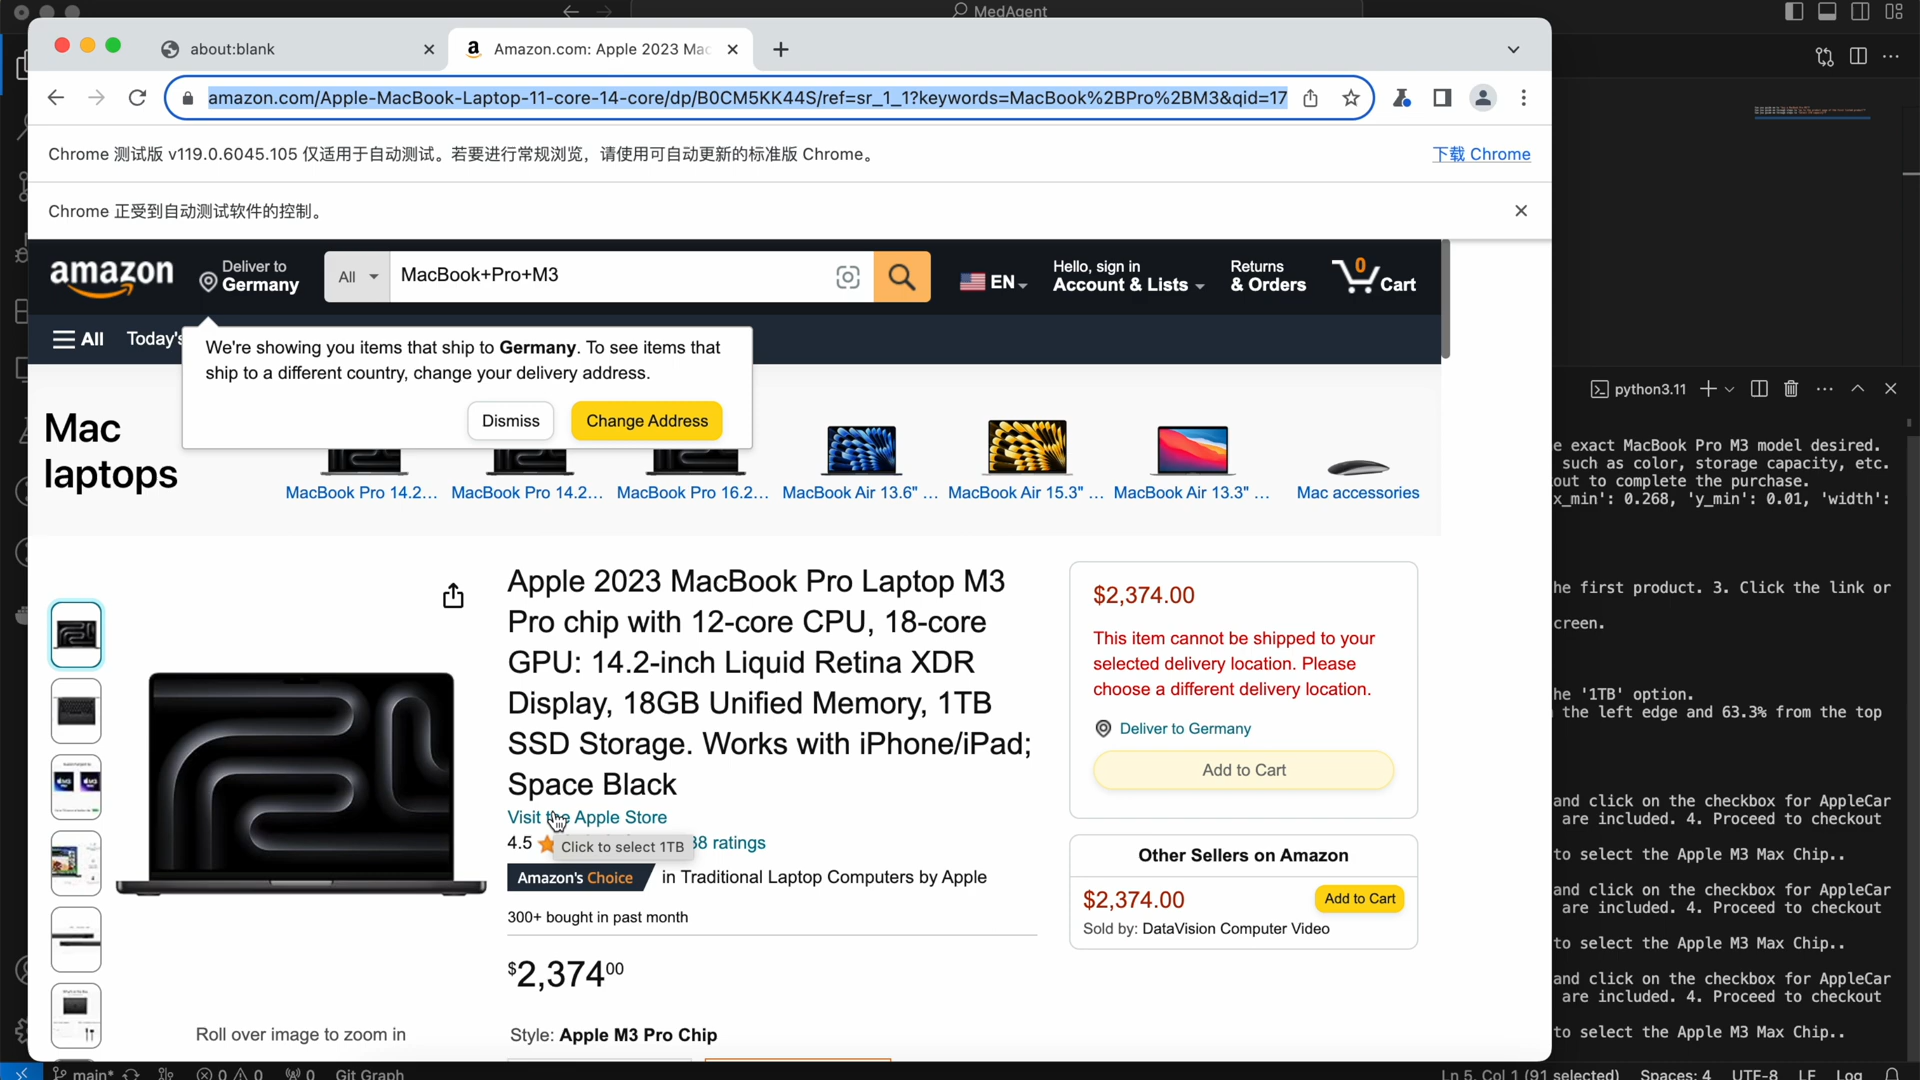 MedAgent
about:blank
Amazon.com: Apple 2023 Mac
amazon.com/Apple-MacBook-Laptop-11-core-14-core/dp/B0CM5KK44S/ref=sr_1_1?keywords=MacBook%2BPro%2BM3&qid=17
Chrome 测试版 v119.0.6045.105 仅适用于自动测试。若要进行常规浏览，请使用可自动更新的标准版 Chrome。
下载 Chrome
Chrome 正受到自动测试软件的控制。
amazon
Deliver to
Germany
All
MacBook+Pro+M3
EN
Hello, sign in
Account & Lists
Returns
& Orders
0
Cart
All
Today's
We're showing you items that ship to Germany. To see items that
ship to a different country, change your delivery address.
Dismiss
Change Address
Mac
laptops
MacBook Pro 14.2...
MacBook Pro 14.2...
MacBook Pro 16.2...
MacBook Air 13.6" ...
MacBook Air 15.3" ...
MacBook Air 13.3" ...
Mac accessories
Apple 2023 MacBook Pro Laptop M3
Pro chip with 12-core CPU, 18-core
GPU: 14.2-inch Liquid Retina XDR
Display, 18GB Unified Memory, 1TB
SSD Storage. Works with iPhone/iPad;
Space Black
Visit the Apple Store
4.5
Click to select 1TB
38 ratings
Amazon's Choice
in Traditional Laptop Computers by Apple
300+ bought in past month
$2,374.00
Style: Apple M3 Pro Chip
Roll over image to zoom in
$2,374.00
This item cannot be shipped to your
selected delivery location. Please
choose a different delivery location.
Deliver to Germany
Add to Cart
Other Sellers on Amazon
$2,374.00
Add to Cart
Sold by: DataVision Computer Video
python3.11
e exact MacBook Pro M3 model desired.
such as color, storage capacity, etc.
out to complete the purchase.
x_min': 0.268, 'y_min': 0.01, 'width':
he first product. 3. Click the link or
creen.
he '1TB' option.
the left edge and 63.3% from the top
and click on the checkbox for AppleCar
are included. 4. Proceed to checkout
to select the Apple M3 Max Chip..
and click on the checkbox for AppleCar
are included. 4. Proceed to checkout
to select the Apple M3 Max Chip..
and click on the checkbox for AppleCar
are included. 4. Proceed to checkout
to select the Apple M3 Max Chip..
main*
0
0
0
Git Graph
Ln 5, Col 1 (91 selected)
Spaces: 4
UTF-8
LF
Log